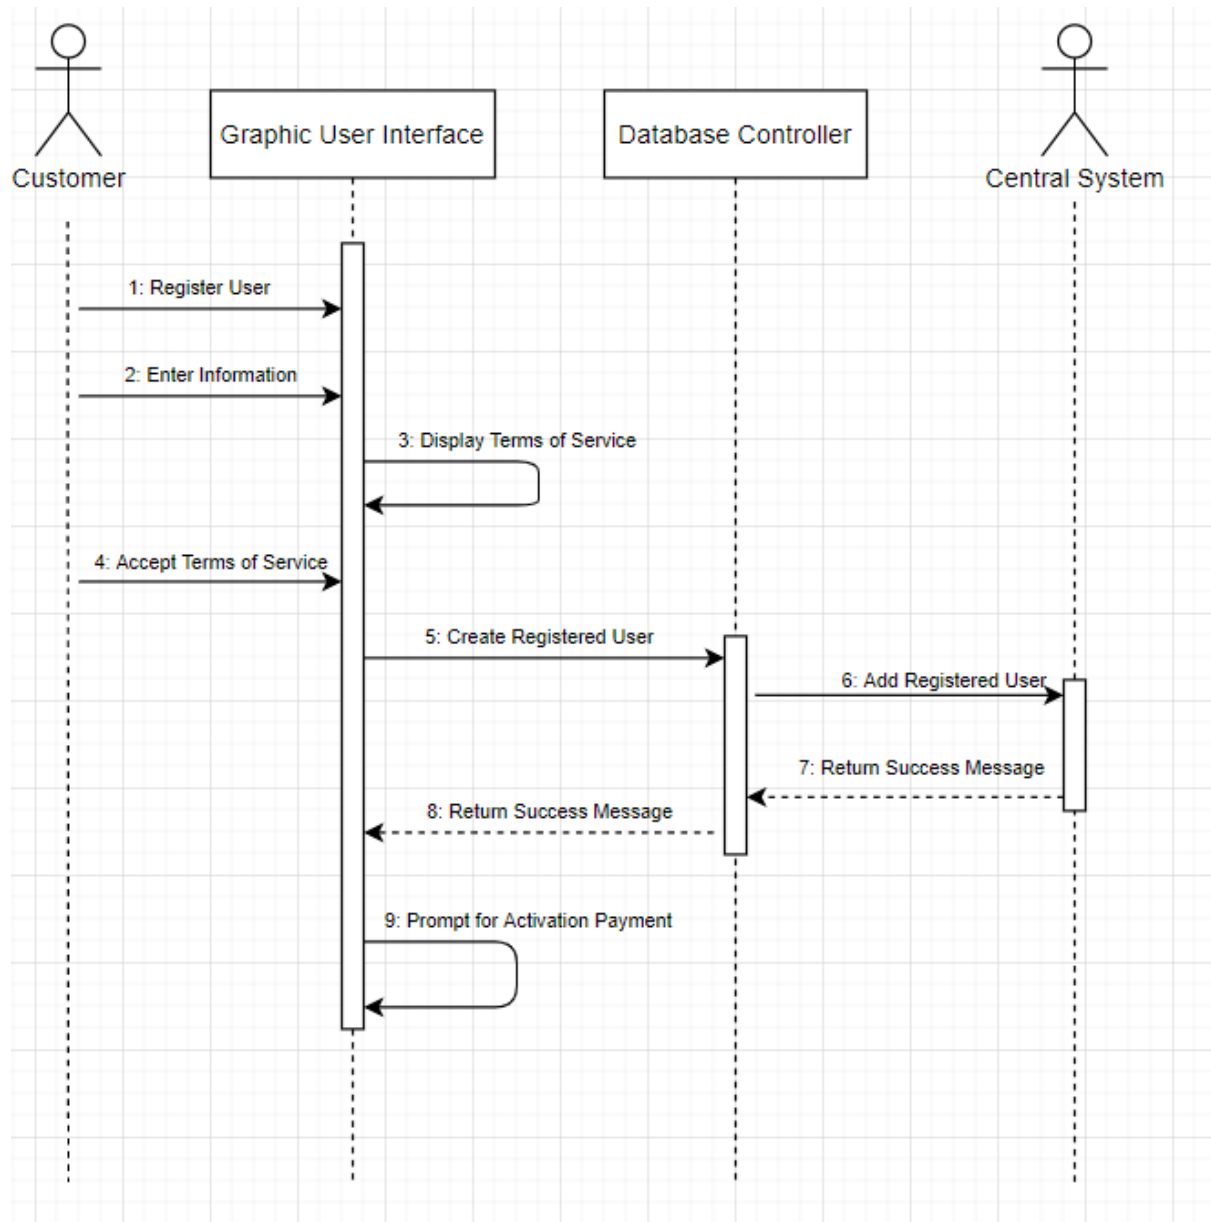 Customer
Graphic User Interface
Database Controller
Central System
1: Register User
2: Enter Information
3: Display Terms of Service
4: Accept Terms of Service
5: Create Registered User
6: Add Registered User
7: Return Success Message
8: Return Success Message
9: Prompt for Activation Payment